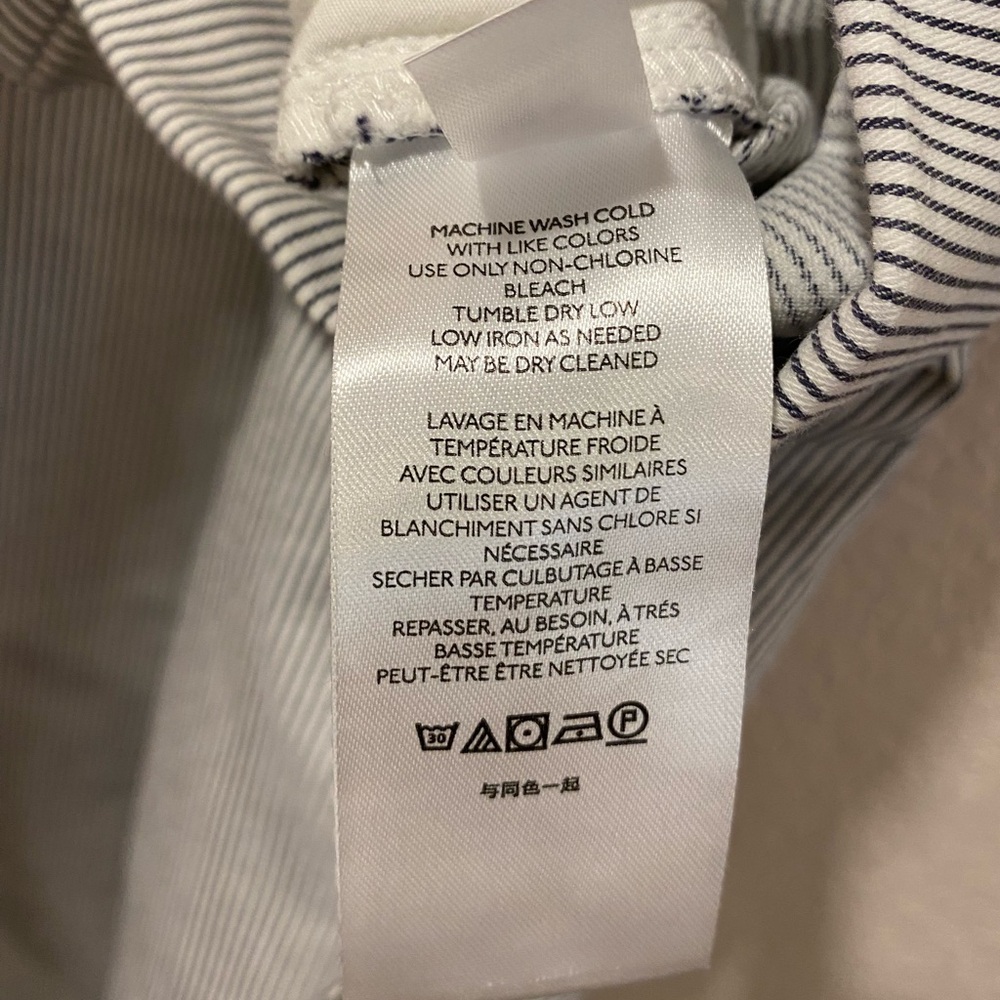 MACHINE WASH COLD
WITH LIKE COLORS
USE ONLY NON-CHLORINE
BLEACH
TUMBLE DRY LOW
LOW IRON AS NEEDED
MAY BE DRY CLEANED
LAVAGE EN MACHINE À
TEMPÉRATURE FROIDE
AVEC COULEURS SIMILAIRES
UTILISER UN AGENT DE
BLANCHIMENT SANS CHLORE SI
NÉCESSAIRE
SECHER PAR CULBUTAGE À BASSE
TEMPERATURE
REPASSER, AU BESOIN, À TRÉS
BASSE TEMPÉRATURE
PEUT-ÊTRE ÊTRE NETTOYÉE SEC
30 P
与同色一起